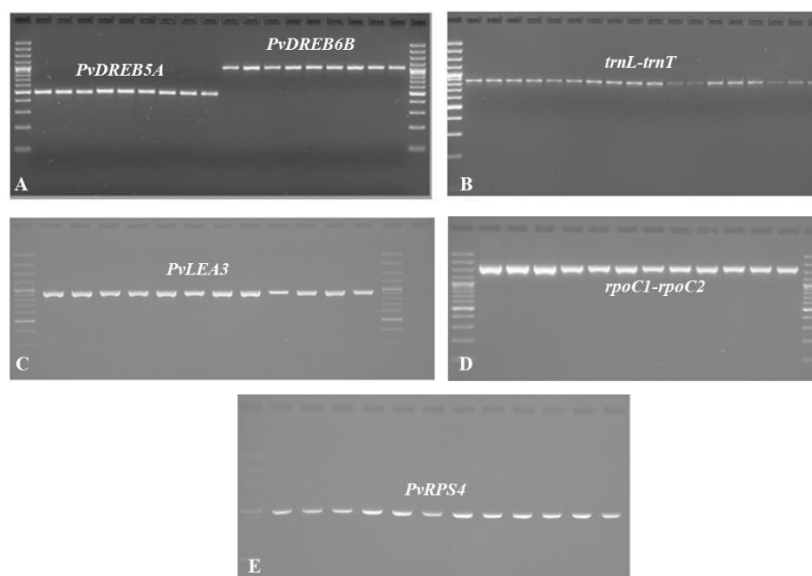 PvDREB6B
PvDREB5A
A
trnL-trnT
B
PvLEA3
C
rpoC1-rpoC2
D
PvRPS4
E